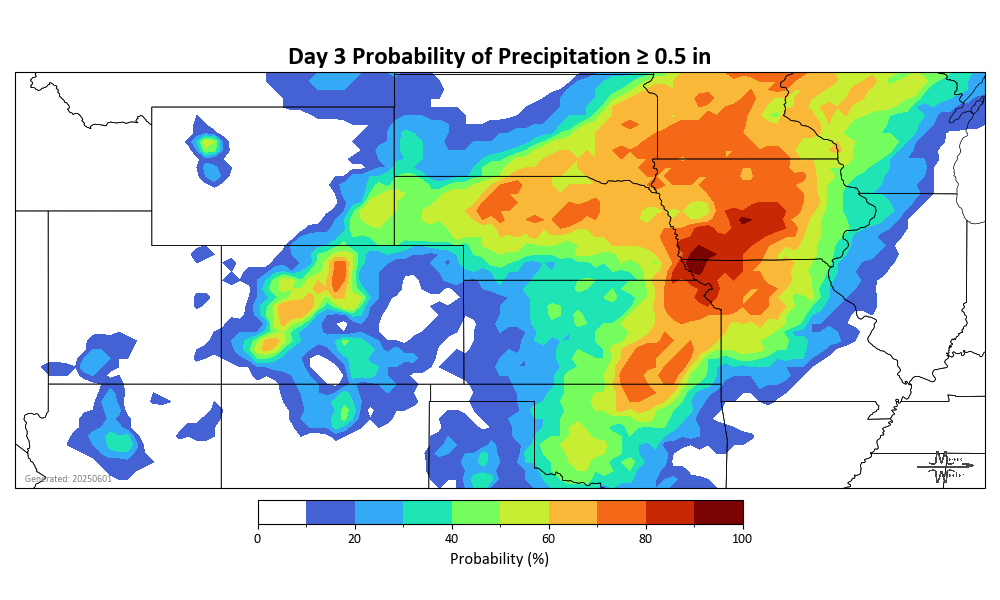 Day 3 Probability of Precipitation ≥ 0.5 in
Generated: 20250601
0 20 40 60 80 100
Probability (%)